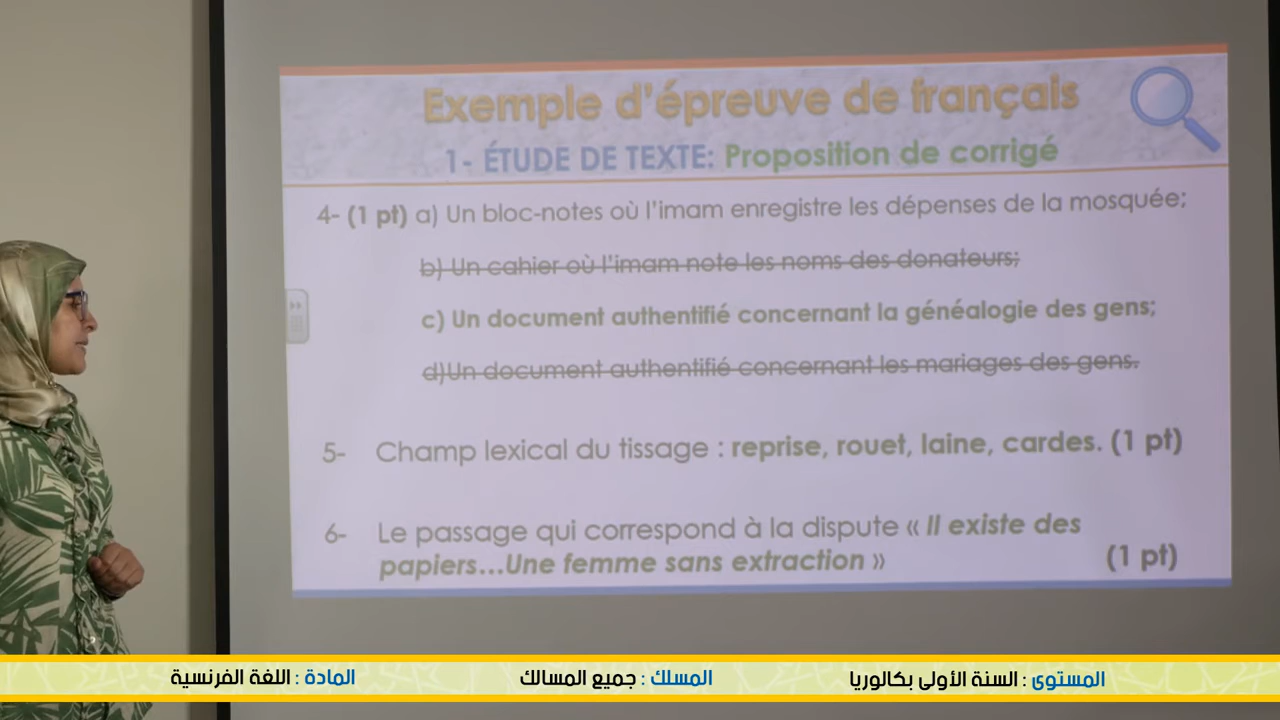 Exemple d'épreuve de français
1- ÉTUDE DE TEXTE: Proposition de corrigé
4- (1 pt) a) Un bloc-notes où l'imam enregistre les dépenses de la mosquée;
b) Un cahier où l'imam note les noms des donateurs;
c) Un document authentifié concernant la généalogie des gens;
d)Un document authentifié concernant les mariages des gens.
5- Champ lexical du tissage : reprise, rouet, laine, cardes. (1 pt)
6- Le passage qui correspond à la dispute « Il existe des
papiers...Une femme sans extraction » (1 pt)
المستوى : السنة الأولى بكالوريا المسلك : جميع المسالك المادة : اللغة الفرنسية